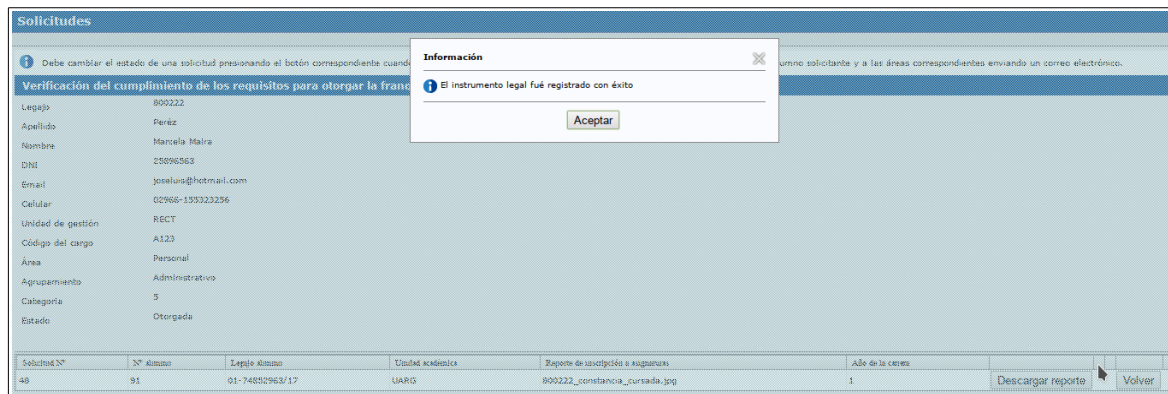 Solicitudes
Debe cambiar el estado de una solicitud presionando el botón correspondiente cuand
umno solicitante y a las áreas correspondientes enviando un correo electrónico.
Información
El instrumento legal fué registrado con éxito
Aceptar
Verificación del cumplimiento de los requisitos para otorgar la franq
Legajo 800222
Apellido Peréz
Nombre Marcela Maira
DNI 25896563
Email joseluis@hotmail.com
Celular 02966-155323256
Unidad de gestión RECT
Código del cargo A123
Área Personal
Agrupamiento Administrativo
Categoría 5
Estado Otorgada
Solicitud N° N° alumno Legajo alumno Unidad académica Reporte de inscripción a asignaturas Año de la carrera
48 91 01-74852963/17 UARG 800222_constancia_cursada.jpg 1 Descargar reporte Volver